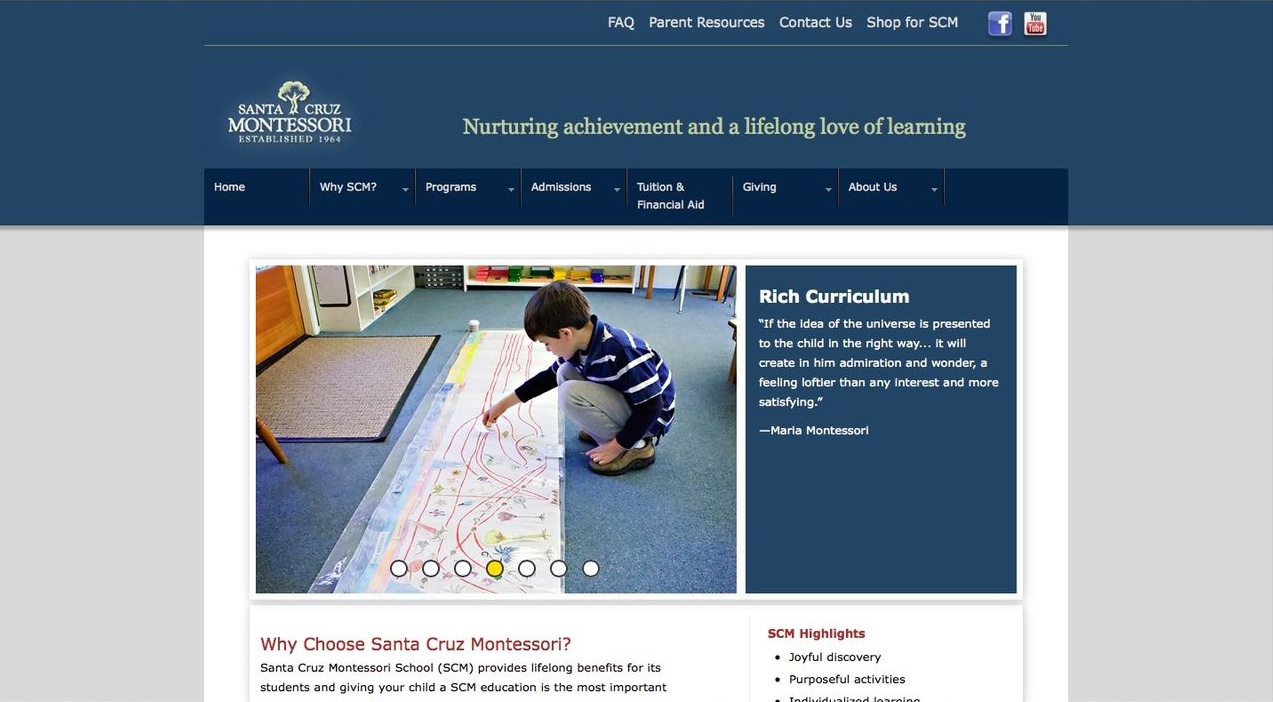 FAQ Parent Resources Contact Us Shop for SCM f You Tube
SANTA CRUZ
MONTESSORI
ESTABLISHED 1964
Nurturing achievement and a lifelong love of learning
Home Why SCM? Programs Admissions Tuition & Financial Aid Giving About Us
Rich Curriculum
“If the idea of the universe is presented
to the child in the right way... it will
create in him admiration and wonder, a
feeling loftier than any interest and more
satisfying.”
—Maria Montessori
Why Choose Santa Cruz Montessori?
Santa Cruz Montessori School (SCM) provides lifelong benefits for its
students and giving your child a SCM education is the most important
SCM Highlights
• Joyful discovery
• Purposeful activities
• Individualized learning